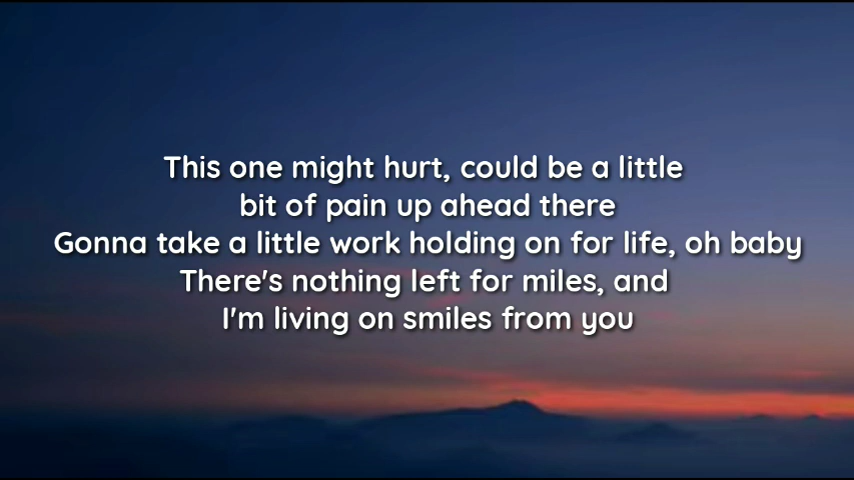 This one might hurt, could be a little
bit of pain up ahead there
Gonna take a little work holding on for life, oh baby
There's nothing left for miles, and
I'm living on smiles from you